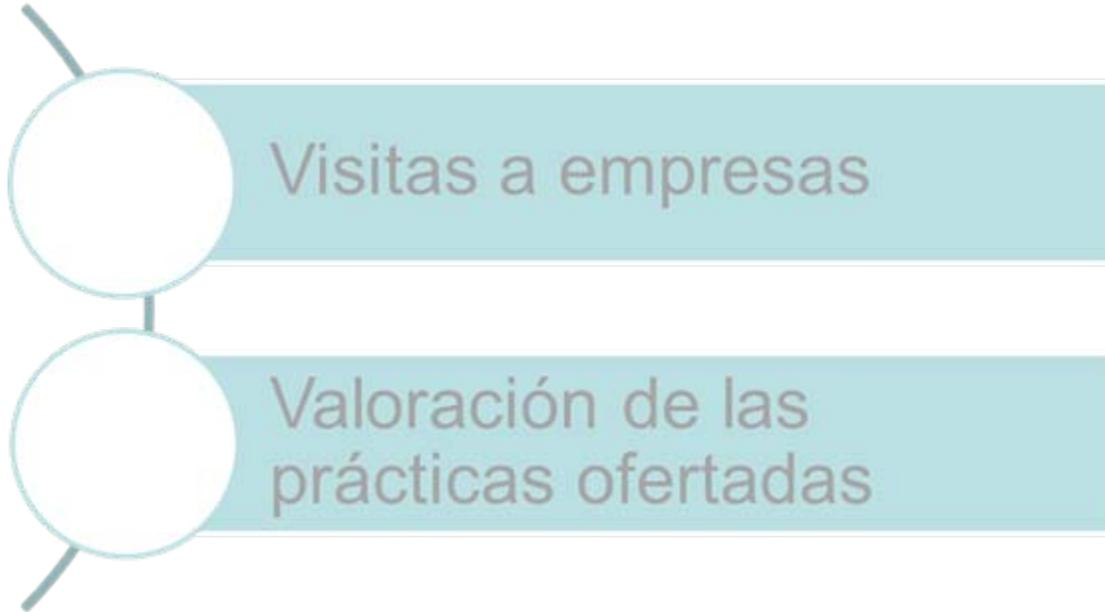 Visitas a empresas
Valoración de las
prácticas ofertadas